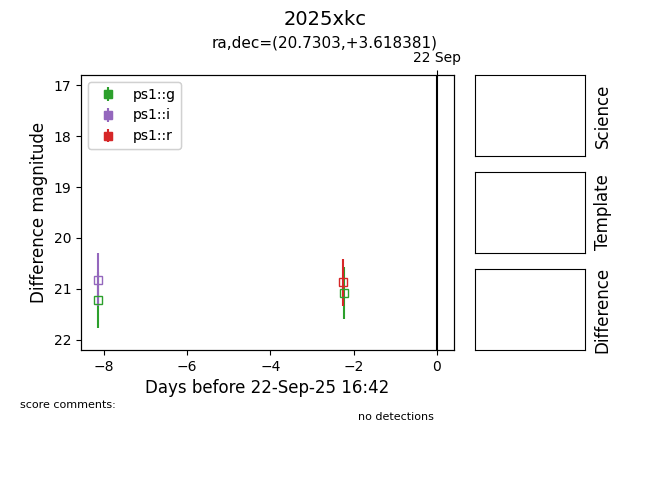 2025xkc
ra,dec=(20.7303,+3.618381)
22 Sep
17
18
19
20
21
22
Difference magnitude
ps1::g
ps1::i
ps1::r
−8
−6
−4
−2
0
Days before 22-Sep-25 16:42
Science
Template
Difference
score comments:
no detections